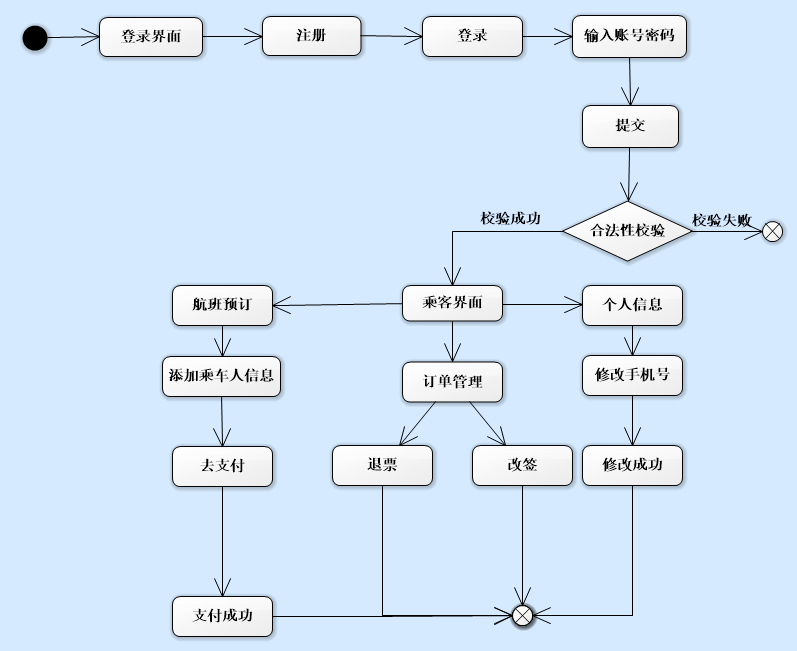 登录界面
注册
登录
输入账号密码
提交
校验成功
合法性校验
校验失败
航班预订
乘客界面
个人信息
添加乘车人信息
订单管理
修改手机号
去支付
退票
改签
修改成功
支付成功